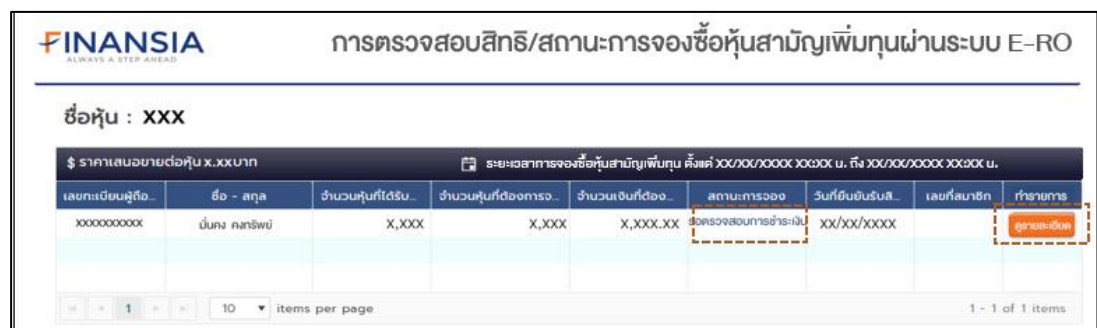 FINANSIA
ALWAYS A STEP AHEAD
การตรวจสอบสิทธิ/สถานะการจองซื้อหุ้นสามัญเพิ่มทุนผ่านระบบ E-RO
ชื่อหุ้น : XXX
$ ราคาเสนอขายต่อหุ้น x.xx บาท ระยะเวลาการจองซื้อหุ้นสามัญเพิ่มทุน ตั้งแต่ XX/XX/XXXX XX:XX น. ถึง XX/XX/XXXX XX:XX น.
เลขทะเบียนผู้ถือ... ชื่อ - สกุล จำนวนหุ้นที่ได้รับ... จำนวนหุ้นที่ต้องการจ... จำนวนเงินที่ต้อง... สถานะการจอง วันที่ยืนยันรับสิ... เลขที่สมาชิก ทำรายการ
XXXXXXXXXX มั่นคง คงทรัพย์ X,XXX X,XXX X,XXX.XX รอตรวจสอบการชำระเงิน XX/XX/XXXX ดูรายละเอียด
1 10 items per page 1 - 1 of 1 items